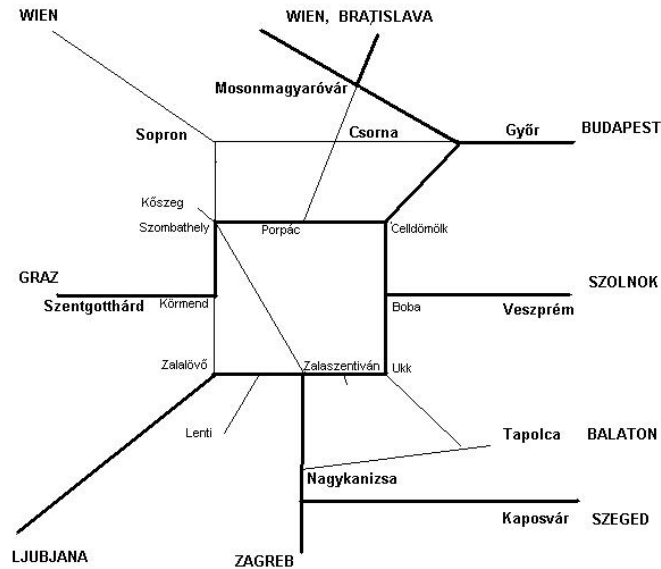 WIEN
WIEN, BRATISLAVA
Mosonmagyaróvár
Sopron
Csorna
Győr
BUDAPEST
Kőszeg
Szombathely
Porpác
Celldömölk
GRAZ
Szentgotthárd
Körmend
Boba
Veszprém
SZOLNOK
Zalalövő
Zalaszentiván
Ukk
Lenti
Tapolca
BALATON
Nagykanizsa
Kaposvár
SZEGED
LJUBJANA
ZAGREB